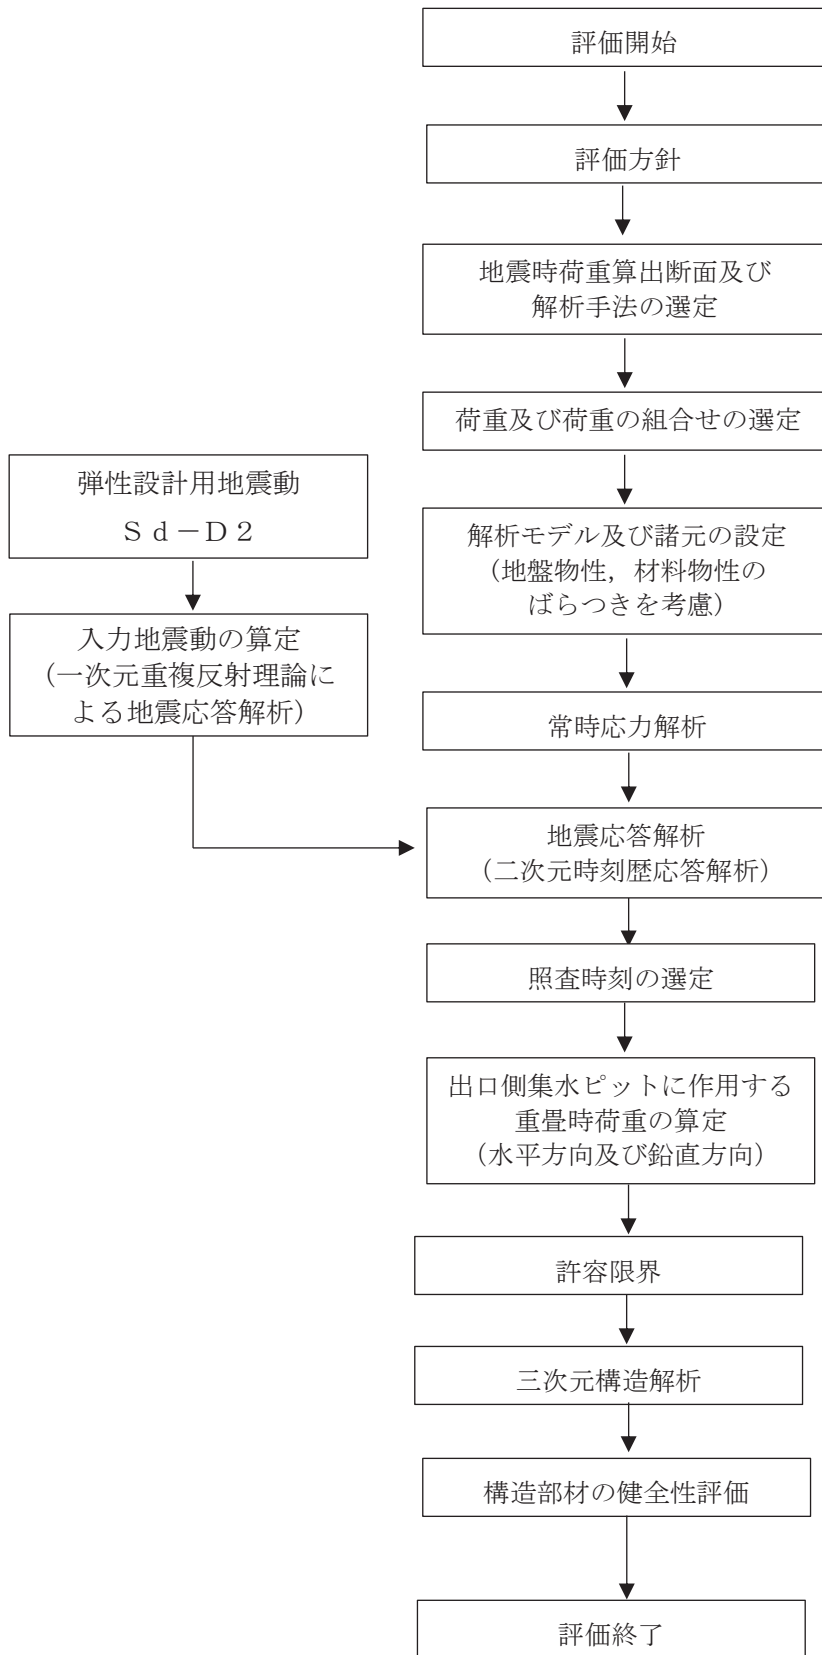 評価開始
評価方針
地震時荷重算出断面及び
解析手法の選定
荷重及び荷重の組合せの選定
弾性設計用地震動
Ｓｄ－Ｄ２
入力地震動の算定
（一次元重複反射理論に
よる地震応答解析）
解析モデル及び諸元の設定
（地盤物性，材料物性の
ばらつきを考慮）
常時応力解析
地震応答解析
（二次元時刻歴応答解析）
照査時刻の選定
出口側集水ピットに作用する
重畳時荷重の算定
（水平方向及び鉛直方向）
許容限界
三次元構造解析
構造部材の健全性評価
評価終了